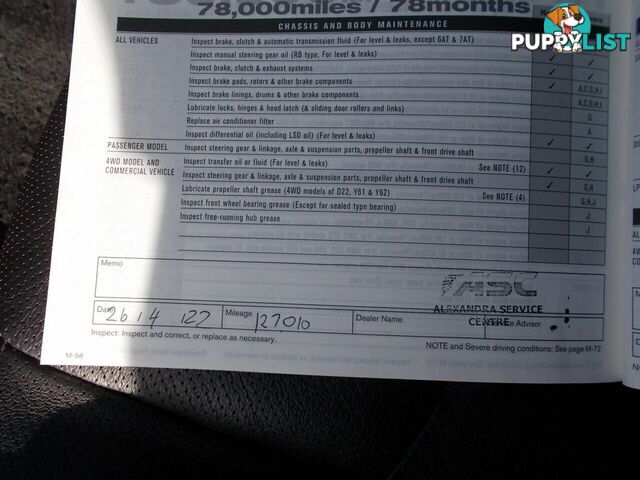 78,000miles / 78months
PUPPYLIST
CHASSIS AND BODY MAINTENANCE
ALL VEHICLES Inspect brake, clutch & automatic transmission fluid (For level & leaks, except 6AT & 7AT)
Inspect manual steering gear oil (RB type, For level & leaks) ✓ ✓
Inspect brake, clutch & exhaust systems ✓ ✓
Inspect brake pads, rotors & other brake components ✓
Inspect brake linings, drums & other brake components A,C,G,H,I
Lubricate locks, hinges & hood latch (& sliding door rollers and links) A,C,G,H,I
Replace air conditioner filter G
Inspect differential oil (including LSD oil) (For level & leaks) A
PASSENGER MODEL Inspect steering gear & linkage, axle & suspension parts, propeller shaft & front drive shaft ✓ ✓
4WD MODEL AND COMMERCIAL VEHICLE Inspect transfer oil or fluid (For level & leaks) See NOTE (12) G,H
Inspect steering gear & linkage, axle & suspension parts, propeller shaft & front drive shaft ✓ ✓
Lubricate propeller shaft grease (4WD models of D22, Y61 & Y62) See NOTE (4) ✓ G,H
Inspect front wheel bearing grease (Except for sealed type bearing) G,H,J
Inspect free-running hub grease J
J
Memo
ASC
ALEXANDRA SERVICE
CENTRE
Date 26 / 4 / 22 Mileage 127010 Dealer Name Service Advisor
Inspect: Inspect and correct, or replace as necessary.
NOTE and Severe driving conditions: See page M-72
M-58